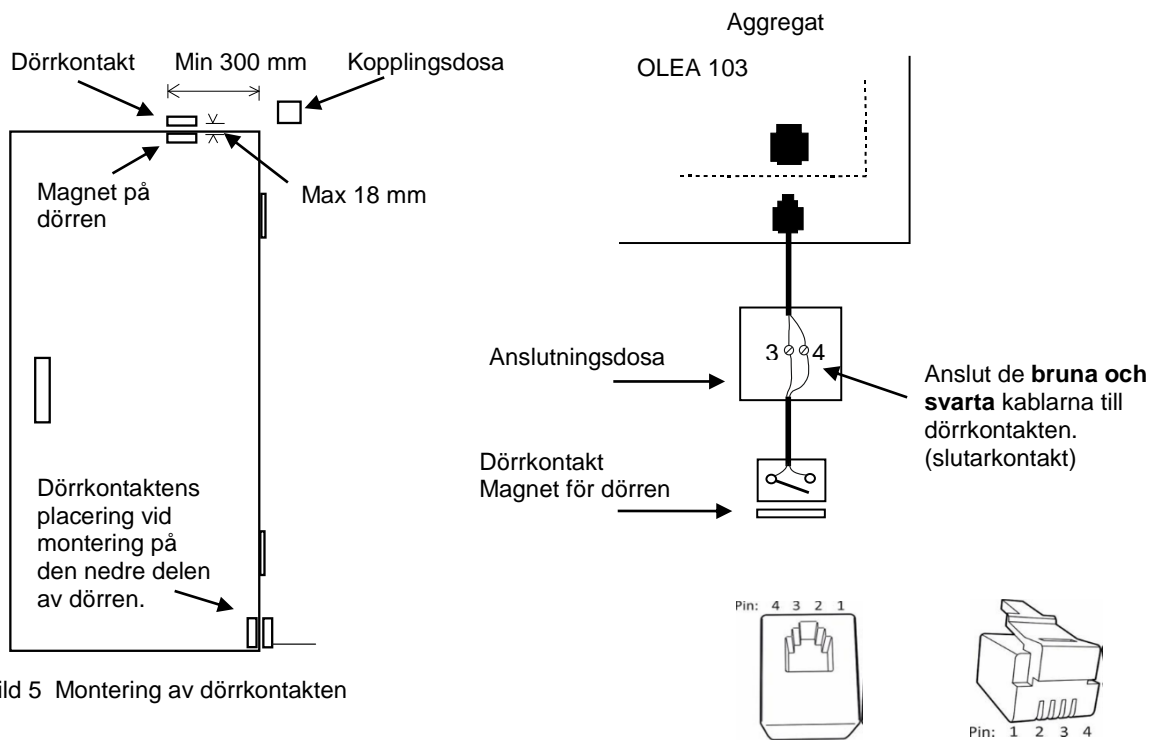 Aggregat
Dörrkontakt
Min 300 mm
Kopplingsdosa
OLEA 103
Magnet på
dörren
Max 18 mm
Anslutningsdosa
3 4
Anslut de bruna och
svarta kablarna till
dörrkontakten.
(slutarkontakt)
Dörrkontakt
Magnet för dörren
Dörrkontaktens
placering vid
montering på
den nedre delen
av dörren.
Pin: 4 3 2 1
Pin: 1 2 3 4
ild 5 Montering av dörrkontakten